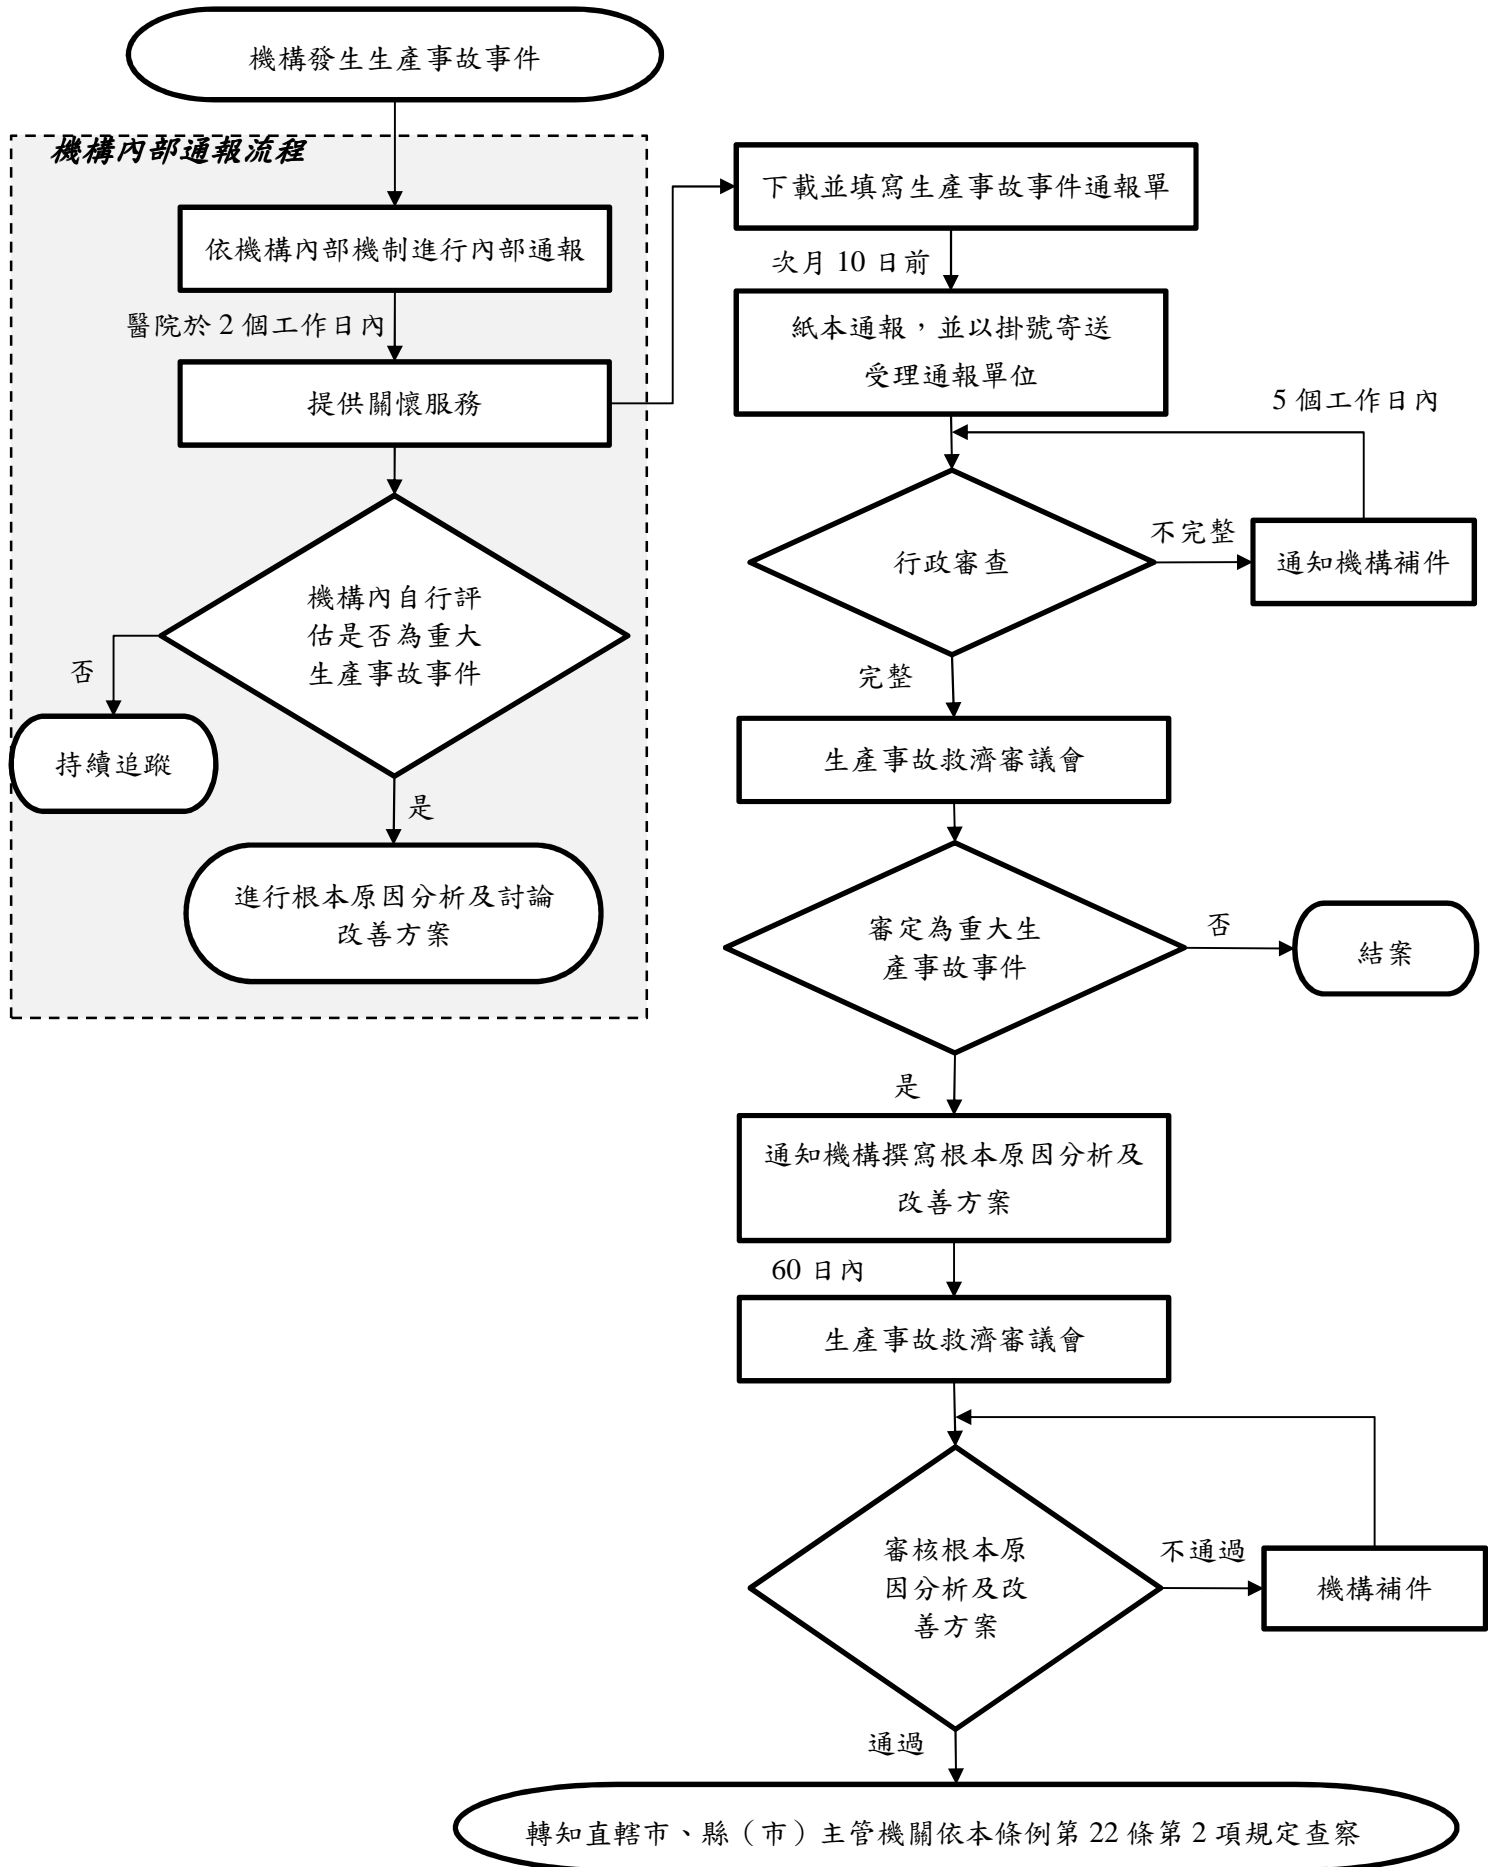 機構發生生產事故事件
機構內部通報流程
依機構內部機制進行內部通報
醫院於 2 個工作日內
提供關懷服務
機構內自行評
估是否為重大
生產事故事件
否
持續追蹤
是
進行根本原因分析及討論
改善方案
下載並填寫生產事故事件通報單
次月 10 日前
紙本通報，並以掛號寄送
受理通報單位
5 個工作日內
行政審查
不完整
通知機構補件
完整
生產事故救濟審議會
審定為重大生
產事故事件
否
結案
是
通知機構撰寫根本原因分析及
改善方案
60 日內
生產事故救濟審議會
審核根本原
因分析及改
善方案
不通過
機構補件
通過
轉知直轄市、縣（市）主管機關依本條例第 22 條第 2 項規定查察